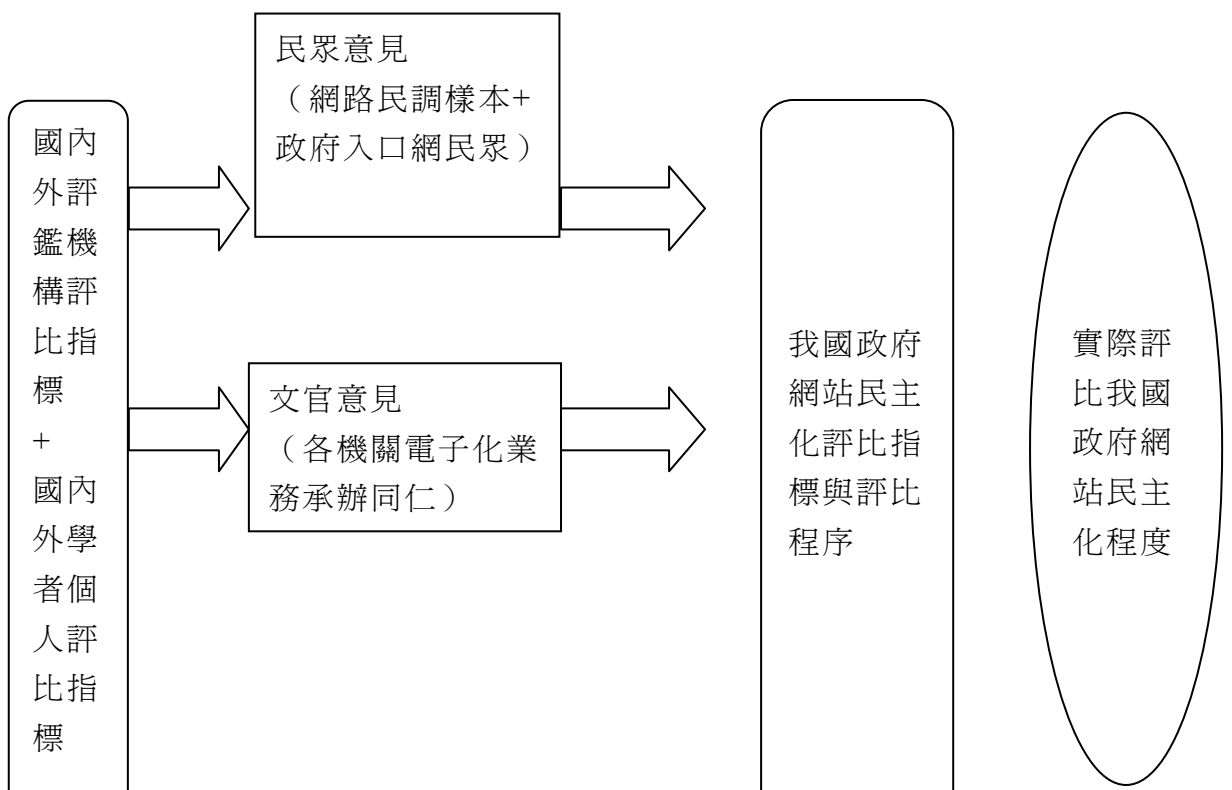 國內
外評
鑑機
構評
比指
標
+
國內
外學
者個
人評
比指
標
民眾意見
（網路民調樣本+
政府入口網民眾）
文官意見
（各機關電子化業
務承辦同仁）
我國政府
網站民主
化評比指
標與評比
程序
實際評
比我國
政府網
站民主
化程度